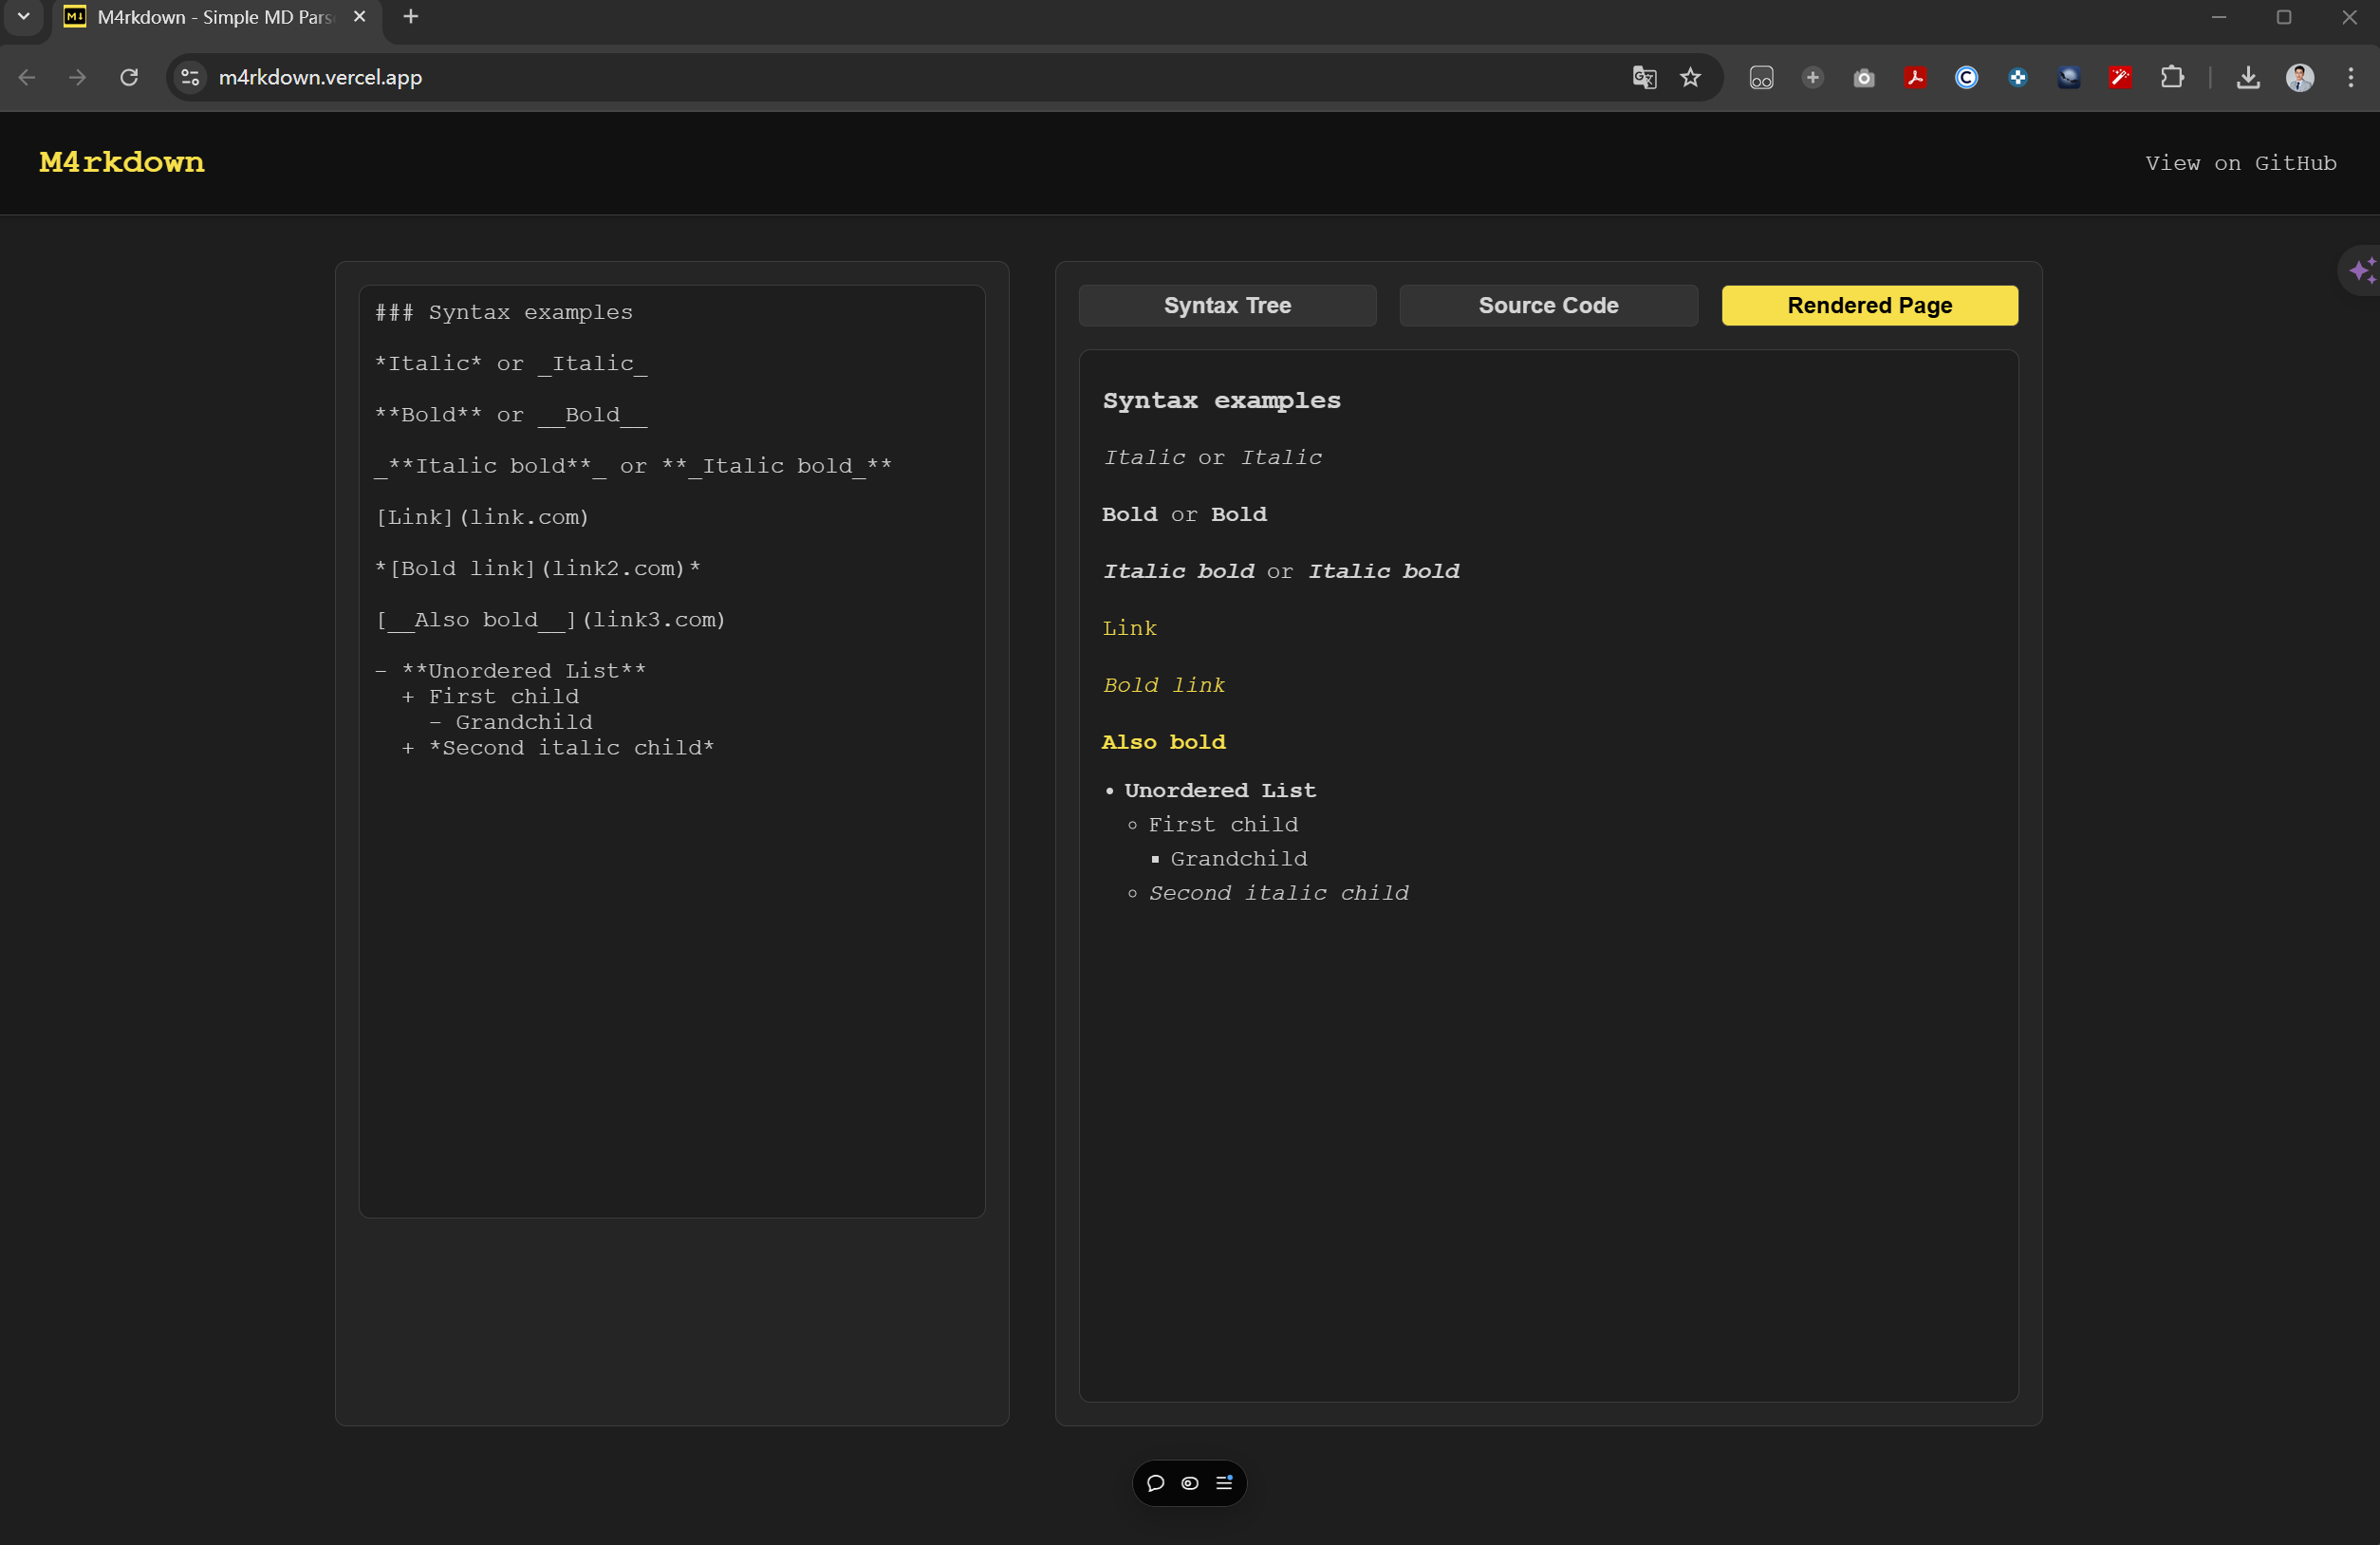 M4rkdown - Simple MD Pars
m4rkdown.vercel.app
M4rkdown
View on GitHub
### Syntax examples
*Italic* or _Italic_
**Bold** or __Bold__
_**Italic bold**_ or **_Italic bold_**
[Link](link.com)
*[Bold link](link2.com)*
[__Also bold__](link3.com)
- **Unordered List**
  + First child
    - Grandchild
  + *Second italic child*
Syntax Tree
Source Code
Rendered Page
Syntax examples
Italic or Italic
Bold or Bold
Italic bold or Italic bold
Link
Bold link
Also bold
• Unordered List
◦ First child
▪ Grandchild
◦ Second italic child